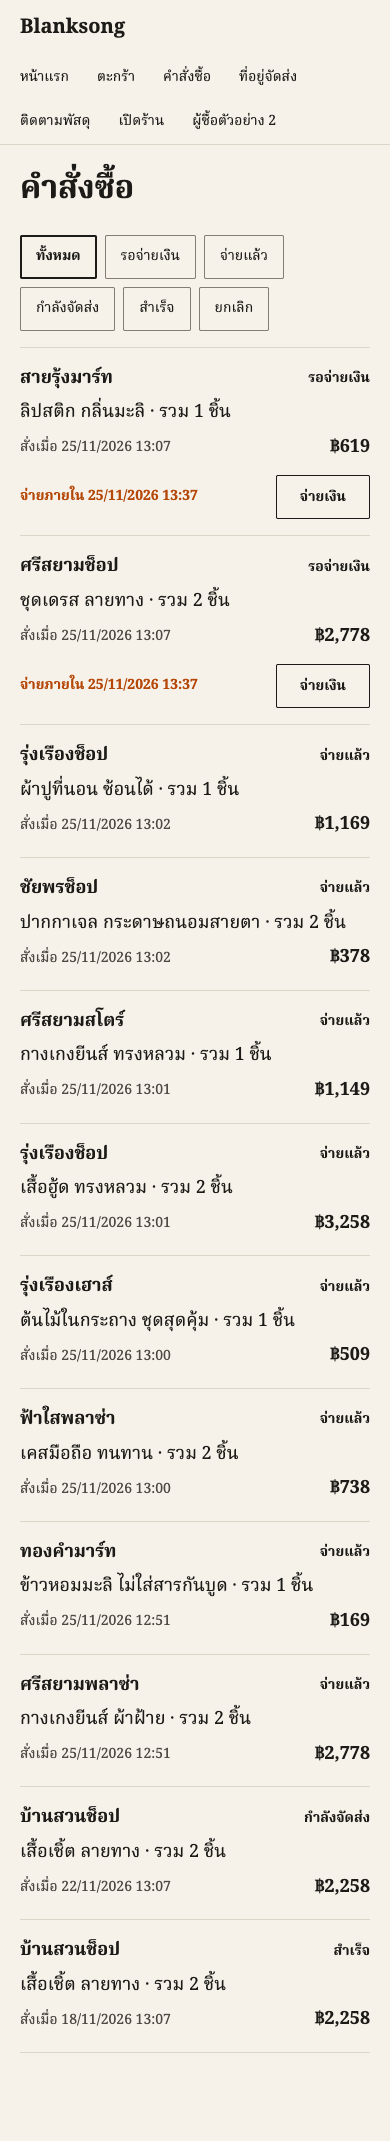 Blanksong
หน้าแรก ตะกร้า คำสั่งซื้อ ที่อยู่จัดส่ง
ติดตามพัสดุ เปิดร้าน ผู้ซื้อตัวอย่าง 2
คำสั่งซื้อ
ทั้งหมด รอจ่ายเงิน จ่ายแล้ว
กำลังจัดส่ง สำเร็จ ยกเลิก
สายรุ้งมาร์ท รอจ่ายเงิน
ลิปสติก กลิ่นมะลิ · รวม 1 ชิ้น
สั่งเมื่อ 25/11/2026 13:07 ฿619
จ่ายภายใน 25/11/2026 13:37 จ่ายเงิน
ศรีสยามช็อป รอจ่ายเงิน
ชุดเดรส ลายทาง · รวม 2 ชิ้น
สั่งเมื่อ 25/11/2026 13:07 ฿2,778
จ่ายภายใน 25/11/2026 13:37 จ่ายเงิน
รุ่งเรืองช็อป จ่ายแล้ว
ผ้าปูที่นอน ซ้อนได้ · รวม 1 ชิ้น
สั่งเมื่อ 25/11/2026 13:02 ฿1,169
ชัยพรช็อป จ่ายแล้ว
ปากกาเจล กระดาษถนอมสายตา · รวม 2 ชิ้น
สั่งเมื่อ 25/11/2026 13:02 ฿378
ศรีสยามสโตร์ จ่ายแล้ว
กางเกงยีนส์ ทรงหลวม · รวม 1 ชิ้น
สั่งเมื่อ 25/11/2026 13:01 ฿1,149
รุ่งเรืองช็อป จ่ายแล้ว
เสื้อฮู้ด ทรงหลวม · รวม 2 ชิ้น
สั่งเมื่อ 25/11/2026 13:01 ฿3,258
รุ่งเรืองเฮาส์ จ่ายแล้ว
ต้นไม้ในกระถาง ชุดสุดคุ้ม · รวม 1 ชิ้น
สั่งเมื่อ 25/11/2026 13:00 ฿509
ฟ้าใสพลาซ่า จ่ายแล้ว
เคสมือถือ ทนทาน · รวม 2 ชิ้น
สั่งเมื่อ 25/11/2026 13:00 ฿738
ทองคำมาร์ท จ่ายแล้ว
ข้าวหอมมะลิ ไม่ใส่สารกันบูด · รวม 1 ชิ้น
สั่งเมื่อ 25/11/2026 12:51 ฿169
ศรีสยามพลาซ่า จ่ายแล้ว
กางเกงยีนส์ ผ้าฝ้าย · รวม 2 ชิ้น
สั่งเมื่อ 25/11/2026 12:51 ฿2,778
บ้านสวนช็อป กำลังจัดส่ง
เสื้อเชิ้ต ลายทาง · รวม 2 ชิ้น
สั่งเมื่อ 22/11/2026 13:07 ฿2,258
บ้านสวนช็อป สำเร็จ
เสื้อเชิ้ต ลายทาง · รวม 2 ชิ้น
สั่งเมื่อ 18/11/2026 13:07 ฿2,258